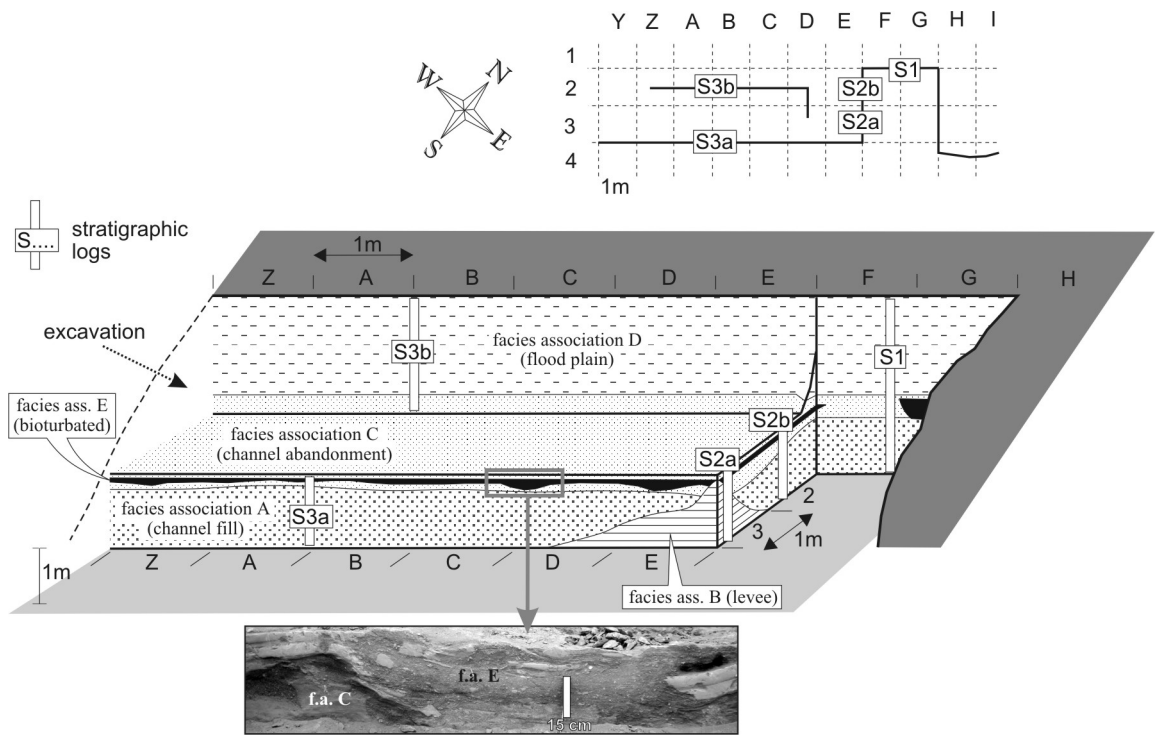 Y Z A B C D E F G H I
1
2
3
4
S1
S2b
S3b
S2a
S3a
1m
W N
S E
S.... stratigraphic
logs
1m
Z A B C D E F G H
excavation
facies association D
(flood plain)
S3b
S1
facies ass. E
(bioturbated)
facies association C
(channel abandonment)
S2b
S2a
facies association A
(channel fill)
S3a
2
3
1m
1m
Z A B C D E
facies ass. B (levee)
f.a. E
f.a. C
15 cm